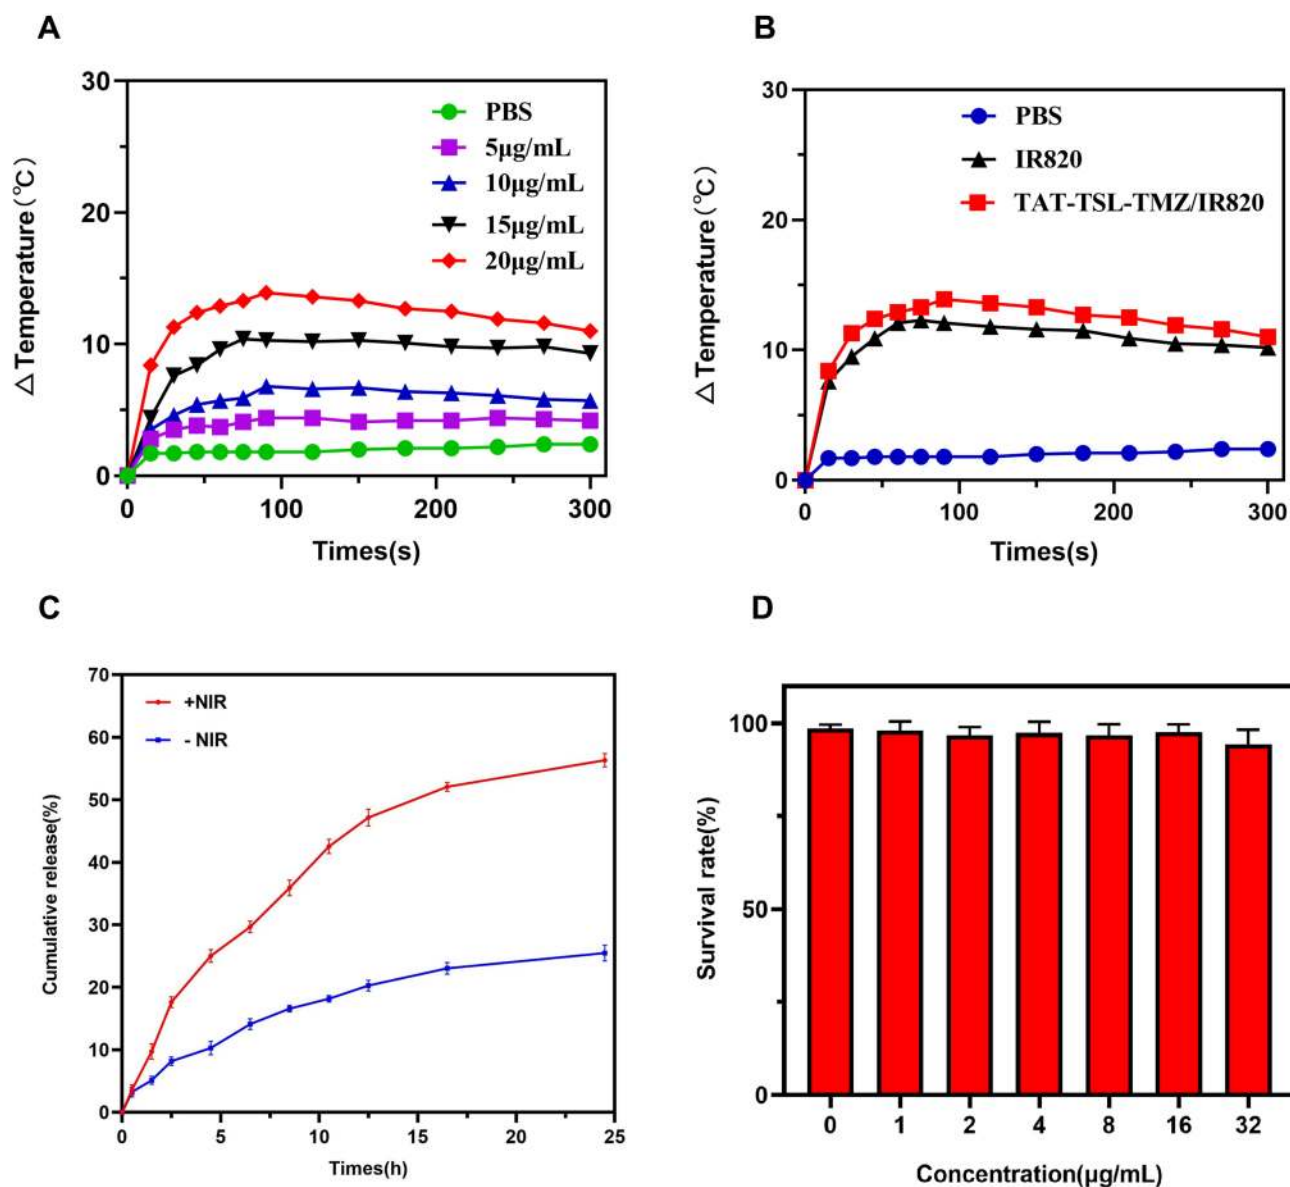 A
△Temperature(℃)
30
20
10
0
PBS
5μg/mL
10μg/mL
15μg/mL
20μg/mL
0
100
200
300
Times(s)
B
△Temperature(℃)
30
20
10
0
PBS
IR820
TAT-TSL-TMZ/IR820
0
100
200
300
Times(s)
C
Cumulative release(%)
70
60
50
40
30
20
10
0
+NIR
- NIR
0
5
10
15
20
25
Times(h)
D
Survival rate(%)
100
50
0
0
1
2
4
8
16
32
Concentration(μg/mL)